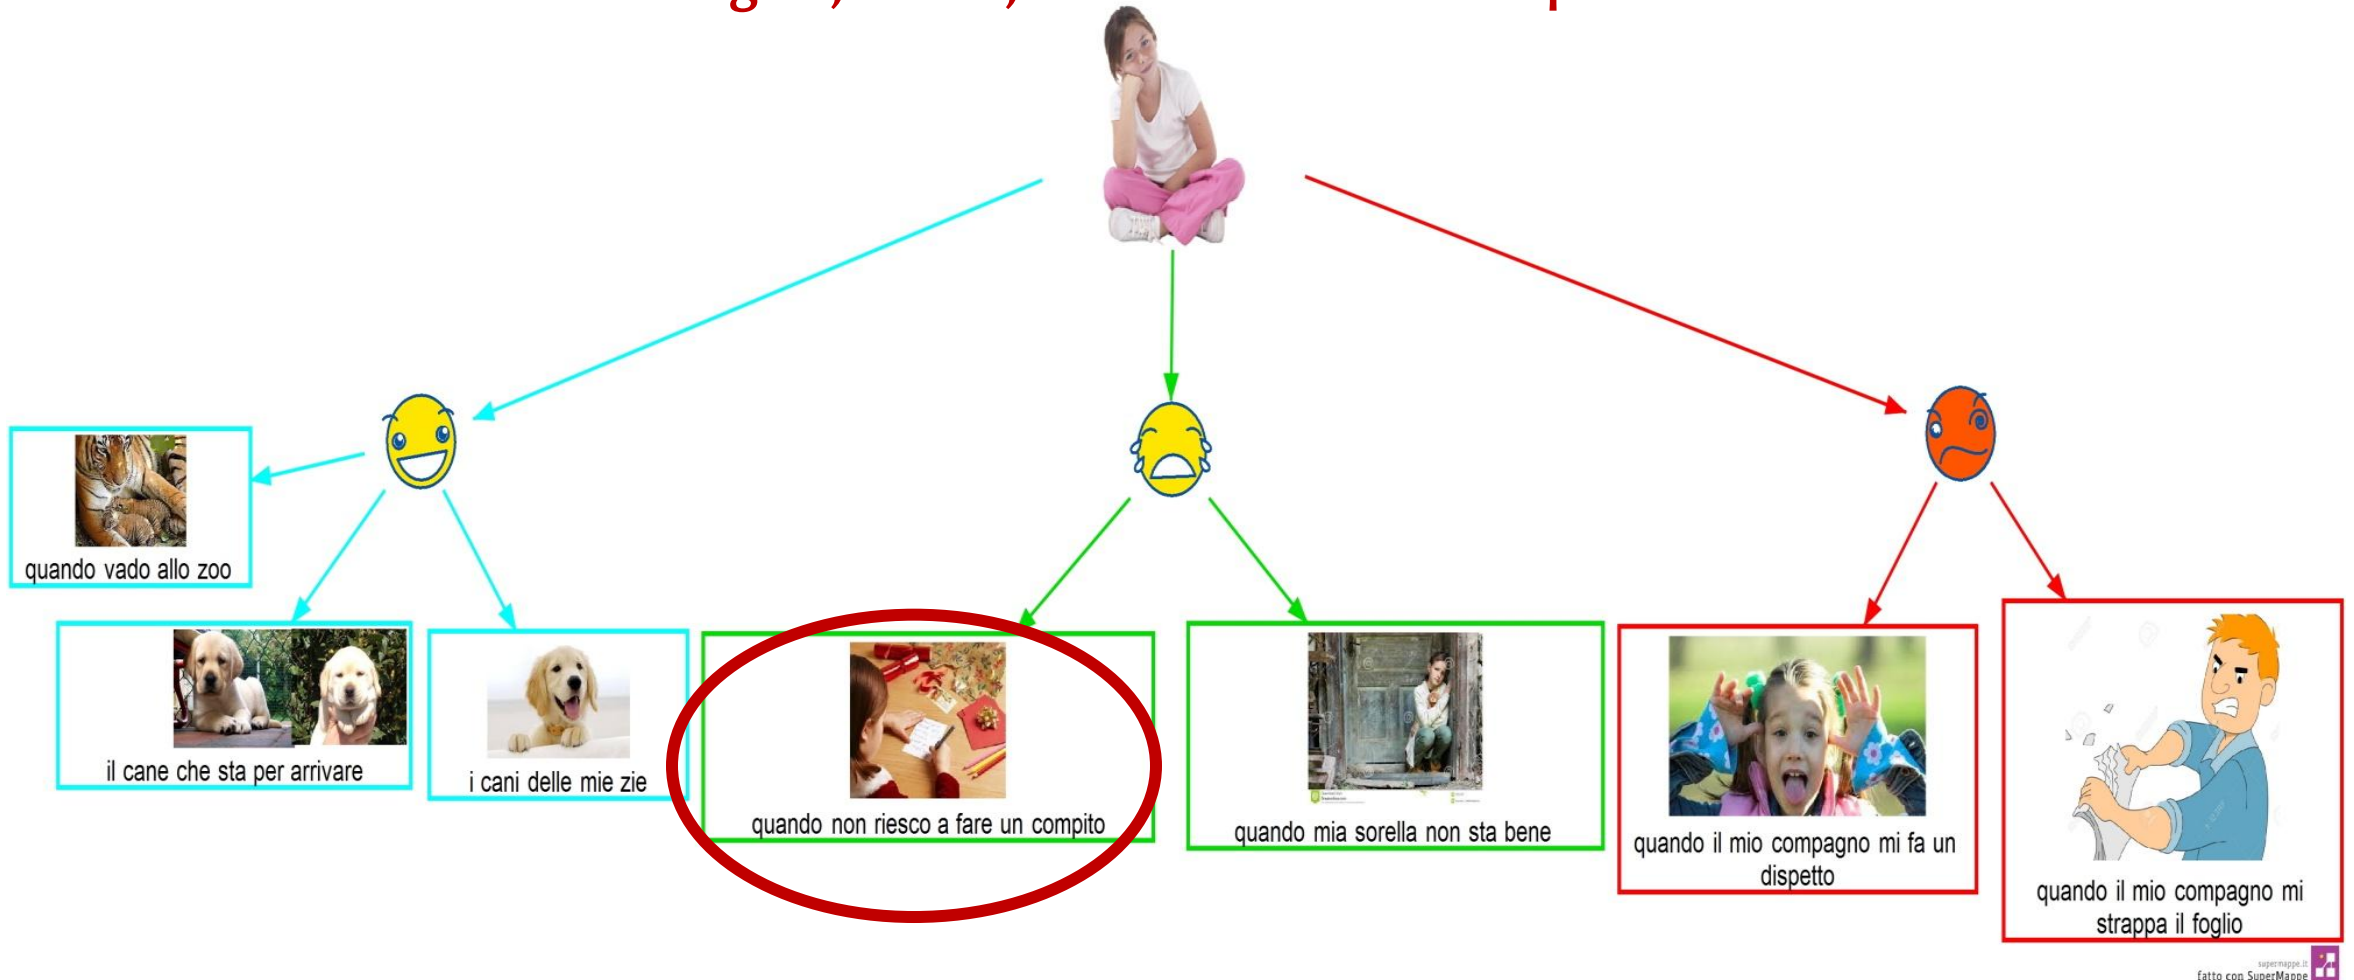 quando vado allo zoo
il cane che sta per arrivare
i cani delle mie zie
quando non riesco a fare un compito
quando mia sorella non sta bene
quando il mio compagno mi fa un
dispetto
quando il mio compagno mi
strappa il foglio
supermappe.it
fatto con SuperMappe